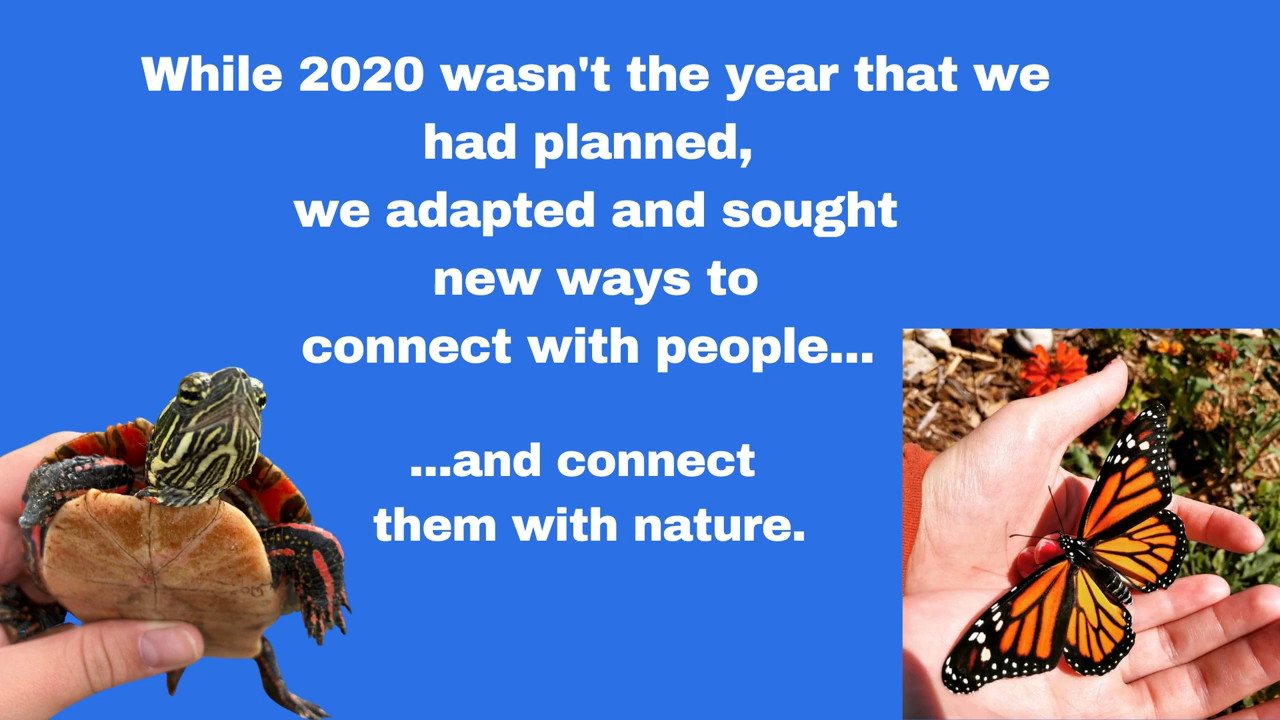 While 2020 wasn't the year that we
had planned,
we adapted and sought
new ways to
connect with people...
...and connect
them with nature.